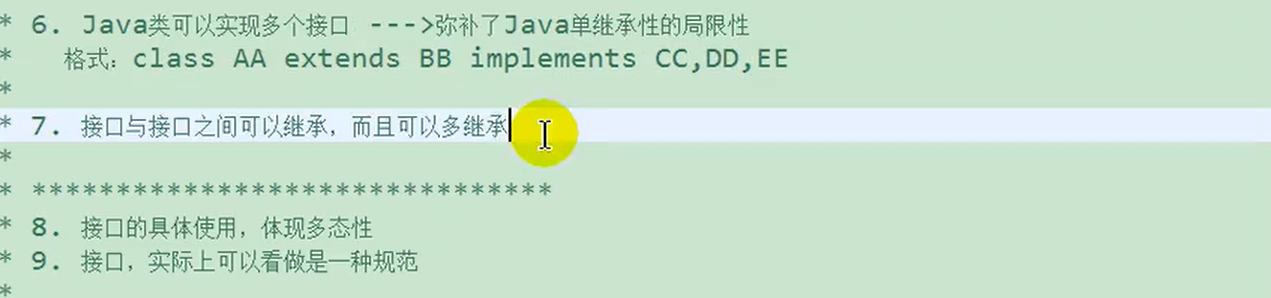 * 6. Java类可以实现多个接口 --->弥补了Java单继承性的局限性
*    格式：class AA extends BB implements CC,DD,EE
*
* 7. 接口与接口之间可以继承，而且可以多继承
*
* *******************************
* 8. 接口的具体使用，体现多态性
* 9. 接口，实际上可以看做是一种规范
*